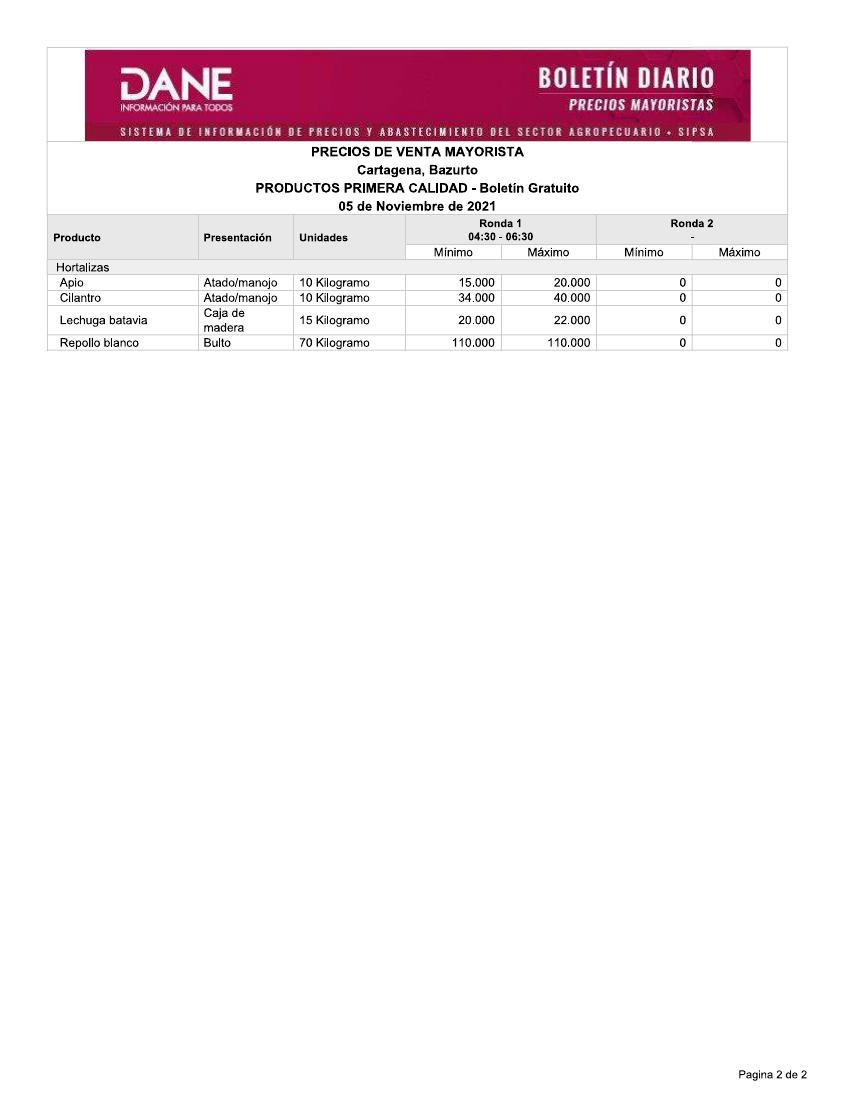 DANE
INFORMACIÓN PARA TODOS
BOLETÍN DIARIO
PRECIOS MAYORISTAS
SISTEMA DE INFORMACIÓN DE PRECIOS Y ABASTECIMIENTO DEL SECTOR AGROPECUARIO • SIPSA
PRECIOS DE VENTA MAYORISTA
Cartagena, Bazurto
PRODUCTOS PRIMERA CALIDAD - Boletín Gratuito
05 de Noviembre de 2021
Producto Presentación Unidades Ronda 1 Ronda 2
04:30 - 06:30 -
Mínimo Máximo Mínimo Máximo
Hortalizas
Apio Atado/manojo 10 Kilogramo 15.000 20.000 0 0
Cilantro Atado/manojo 10 Kilogramo 34.000 40.000 0 0
Lechuga batavia Caja de madera 15 Kilogramo 20.000 22.000 0 0
Repollo blanco Bulto 70 Kilogramo 110.000 110.000 0 0
Pagina 2 de 2